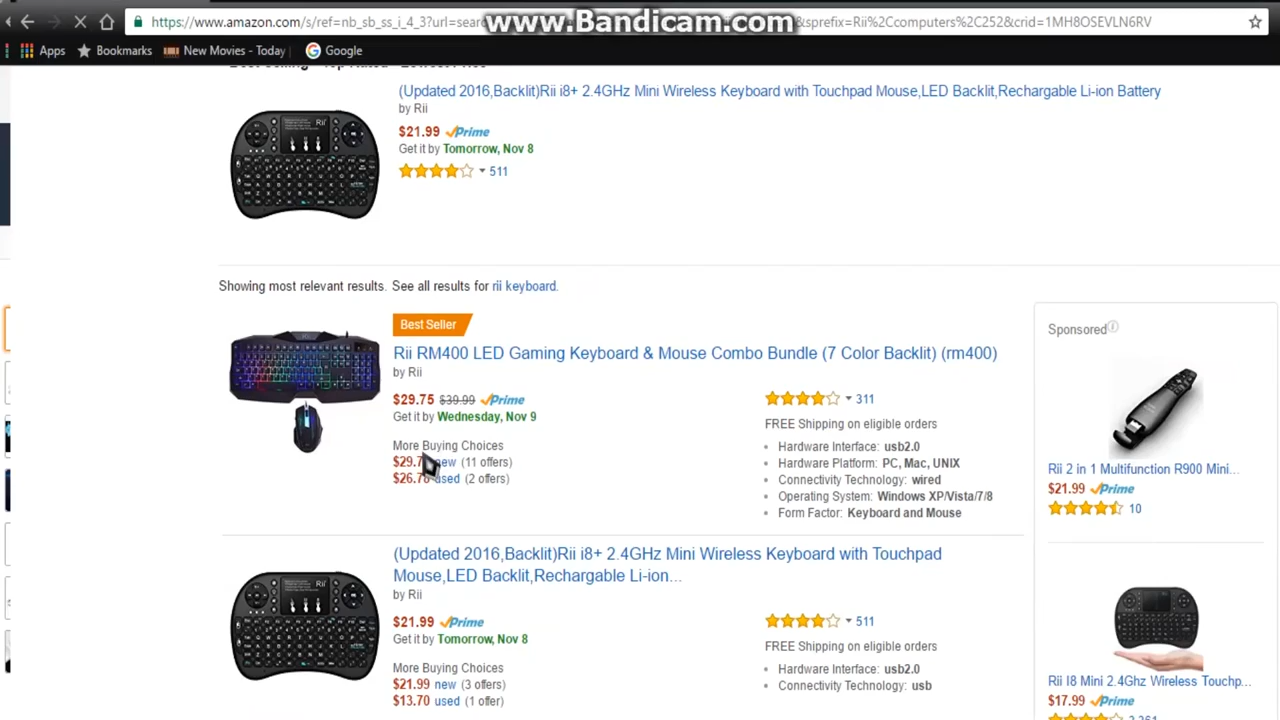 https://www.amazon.com/s/ref=nb_sb_ss_i_4_3?url=sear
www.Bandicam.com
&sprefix=Rii%2Ccomputers%2C252&crid=1MH8OSEVLN6RV
Apps
Bookmarks
New Movies - Today
Google
(Updated 2016,Backlit)Rii i8+ 2.4GHz Mini Wireless Keyboard with Touchpad Mouse,LED Backlit,Rechargable Li-ion Battery
by Rii
$21.99 Prime
Get it by Tomorrow, Nov 8
511
Showing most relevant results. See all results for rii keyboard.
Best Seller
Rii RM400 LED Gaming Keyboard & Mouse Combo Bundle (7 Color Backlit) (rm400)
by Rii
$29.75 $39.99 Prime
Get it by Wednesday, Nov 9
More Buying Choices
new (11 offers)
used (2 offers)
311
FREE Shipping on eligible orders
Hardware Interface: usb2.0
Hardware Platform: PC, Mac, UNIX
Connectivity Technology: wired
Operating System: Windows XP/Vista/7/8
Form Factor: Keyboard and Mouse
(Updated 2016,Backlit)Rii i8+ 2.4GHz Mini Wireless Keyboard with Touchpad
Mouse,LED Backlit,Rechargable Li-ion...
by Rii
$21.99 Prime
Get it by Tomorrow, Nov 8
More Buying Choices
$21.99 new (3 offers)
$13.70 used (1 offer)
511
FREE Shipping on eligible orders
Hardware Interface: usb2.0
Connectivity Technology: usb
Sponsored
Rii 2 in 1 Multifunction R900 Mini...
$21.99 Prime
10
Rii I8 Mini 2.4Ghz Wireless Touchp...
$17.99 Prime